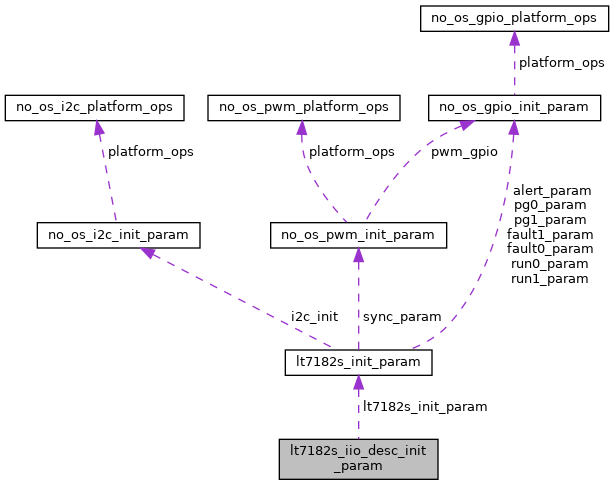 no_os_gpio_platform_ops
platform_ops
no_os_i2c_platform_ops
no_os_pwm_platform_ops
no_os_gpio_init_param
platform_ops
platform_ops
pwm_gpio
alert_param
pg0_param
pg1_param
fault1_param
fault0_param
run0_param
run1_param
no_os_i2c_init_param
no_os_pwm_init_param
i2c_init
sync_param
lt7182s_init_param
lt7182s_init_param
lt7182s_iio_desc_init
_param